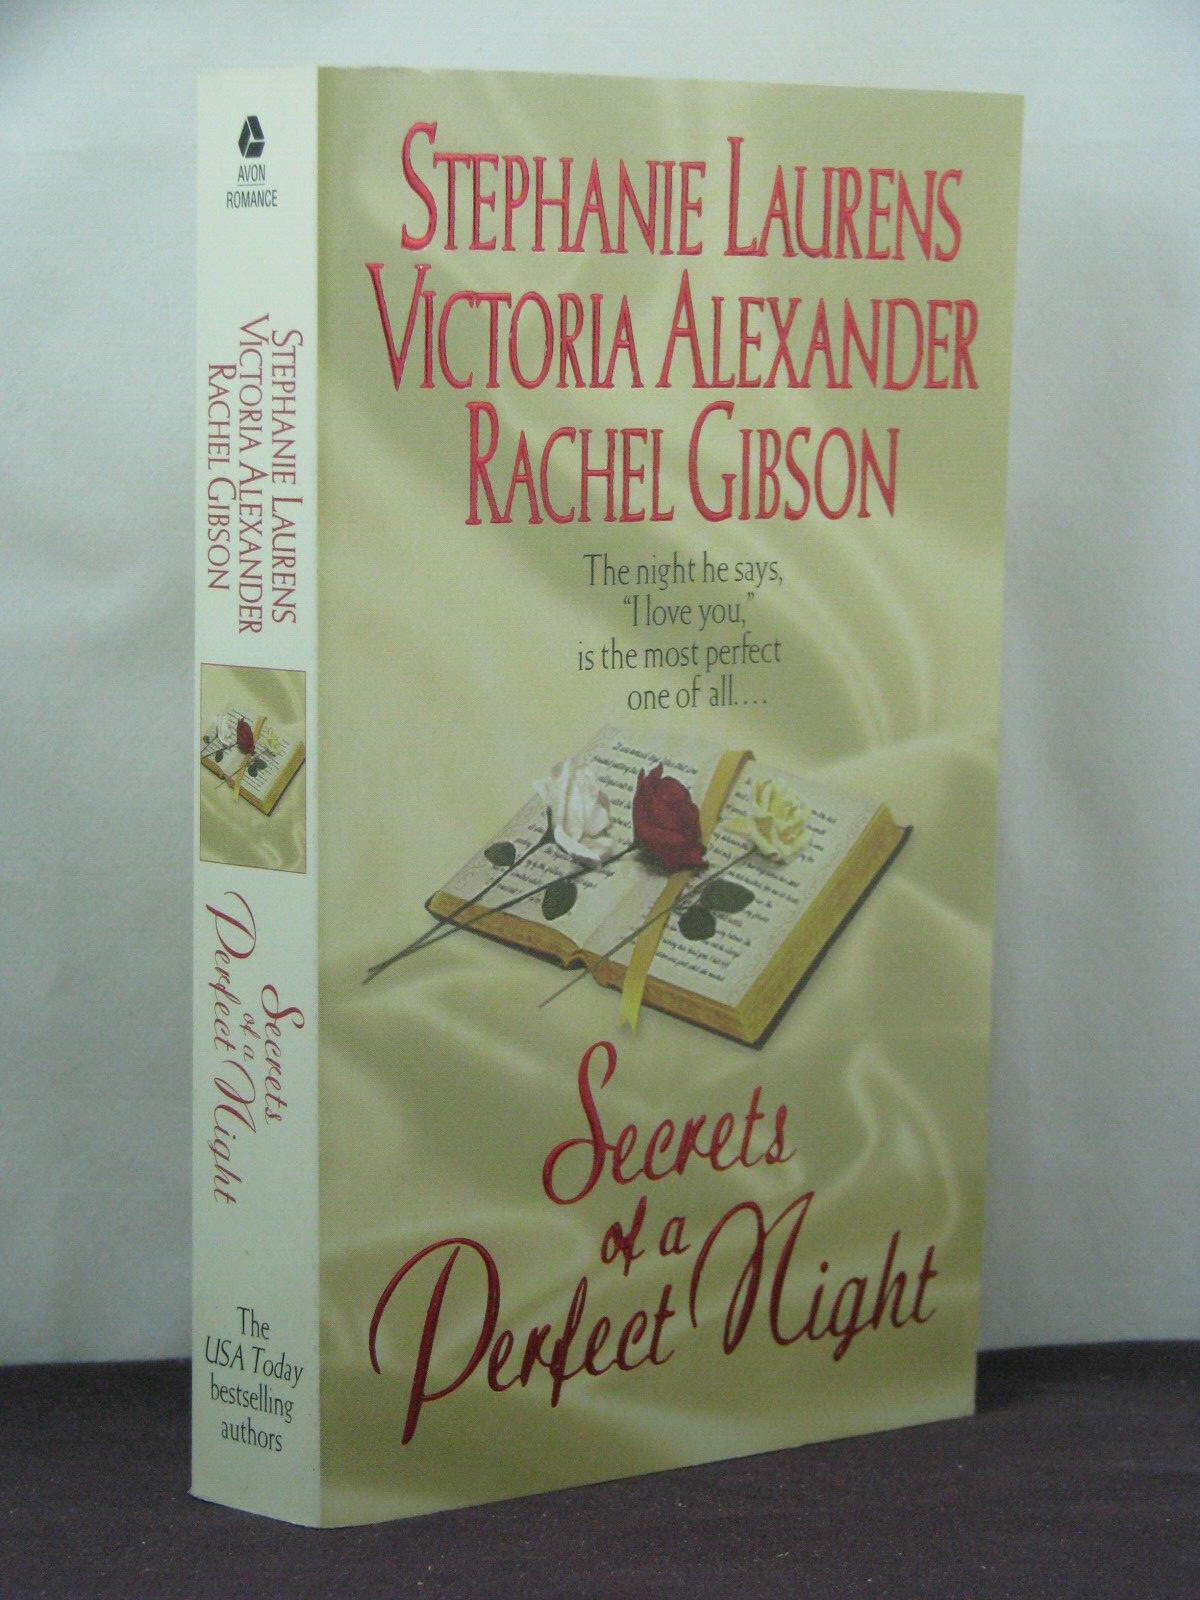 AVON
ROMANCE
STEPHANIE LAURENS
VICTORIA ALEXANDER
RACHEL GIBSON
Secrets
of a
Perfect Night
The
USA Today
bestselling
authors
STEPHANIE LAURENS
VICTORIA ALEXANDER
RACHEL GIBSON
The night he says,
“I love you,”
is the most perfect
one of all....
Secrets
of a
Perfect Night